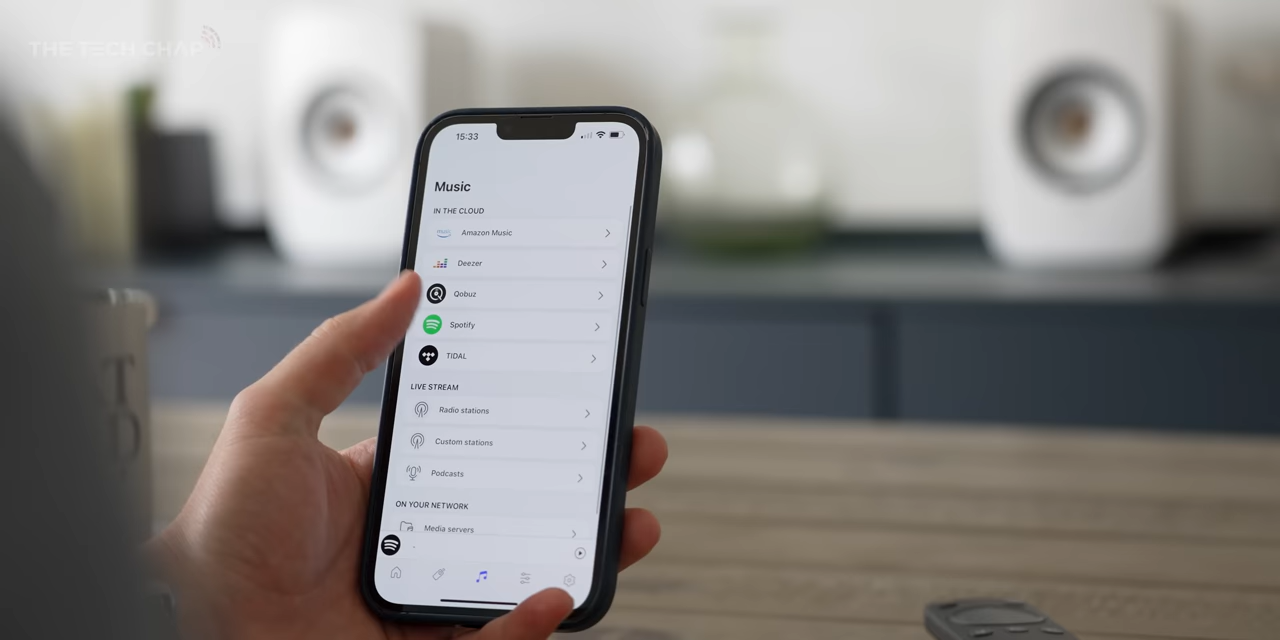 THE TECH CHAP
15:33
Music
IN THE CLOUD
Amazon Music
Deezer
Qobuz
Spotify
TIDAL
LIVE STREAM
Radio stations
Custom stations
Podcasts
ON YOUR NETWORK
Media servers
T
D